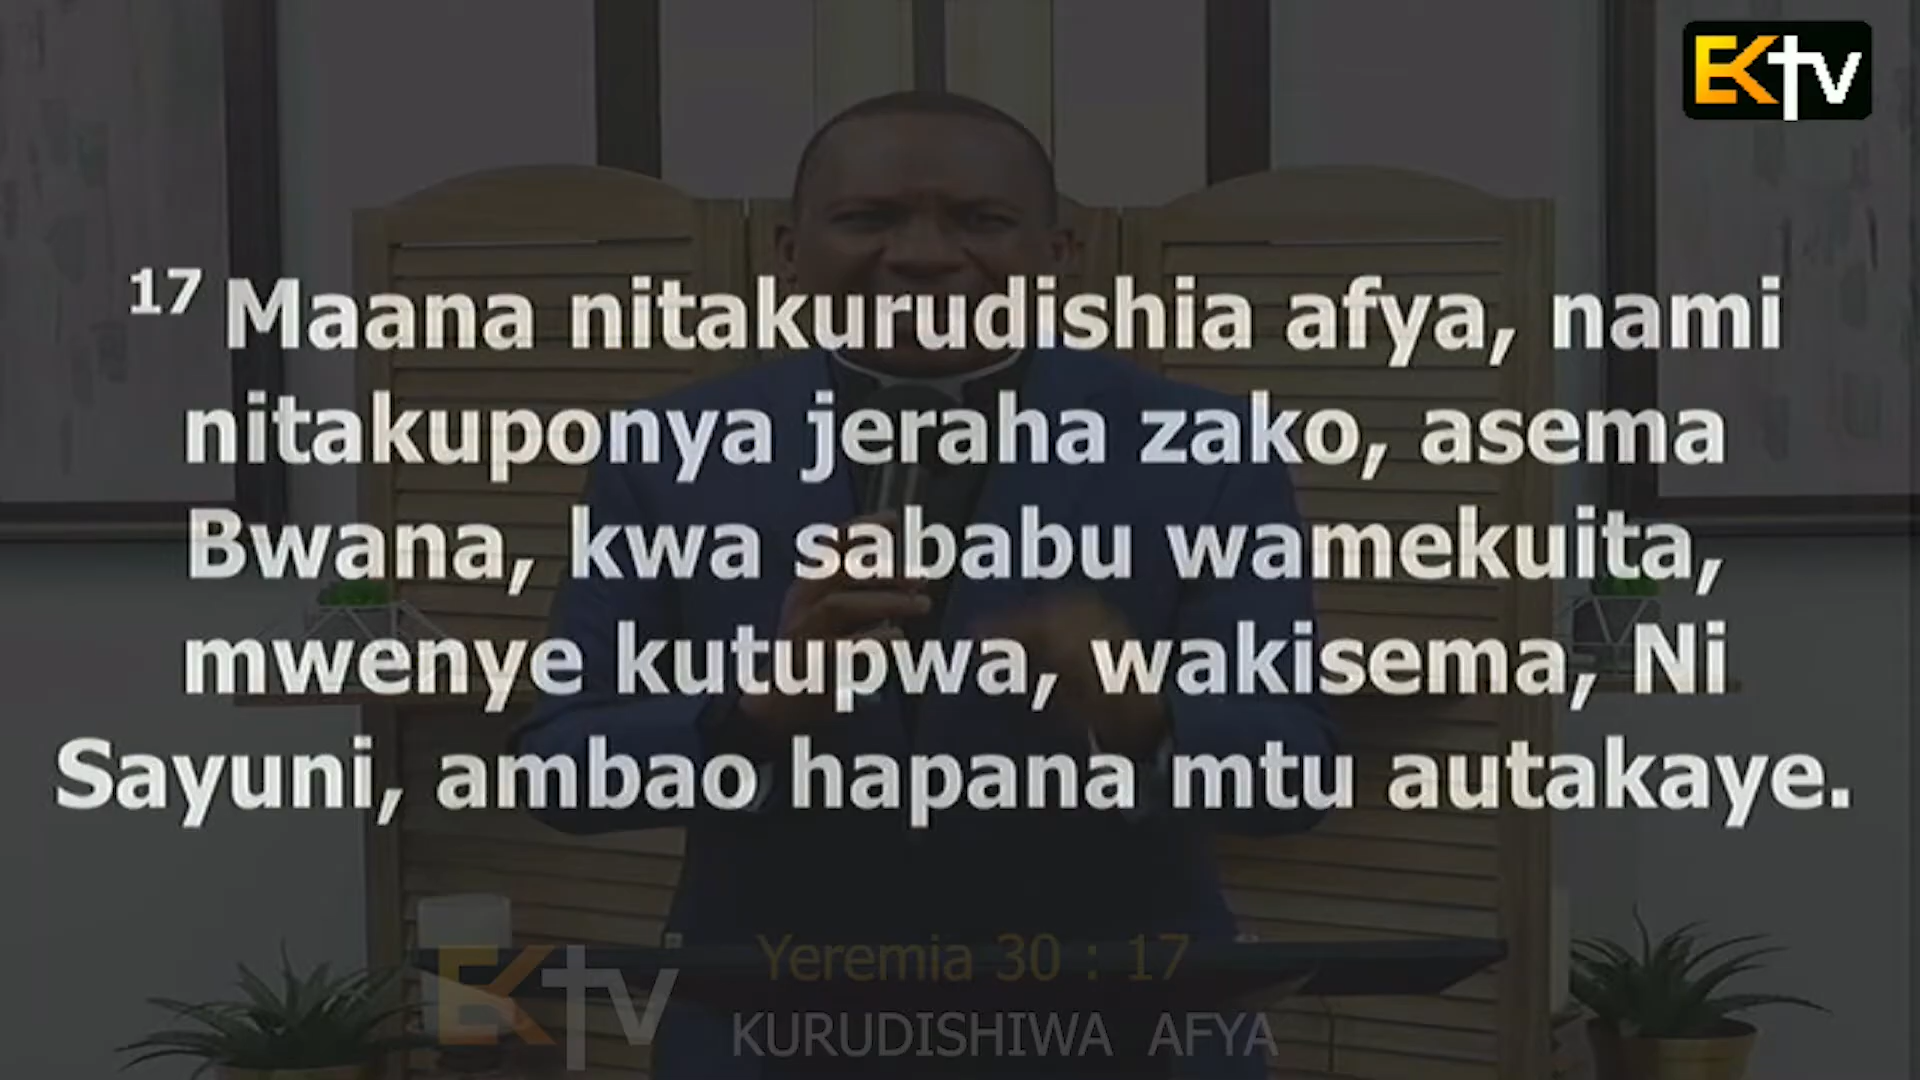 EKTV
17 Maana nitakurudishia afya, nami
nitakuponya jeraha zako, asema
Bwana, kwa sababu wamekuita,
mwenye kutupwa, wakisema, Ni
Sayuni, ambao hapana mtu autakaye.
EKTV
Yeremia 30 : 17
KURUDISHIWA AFYA